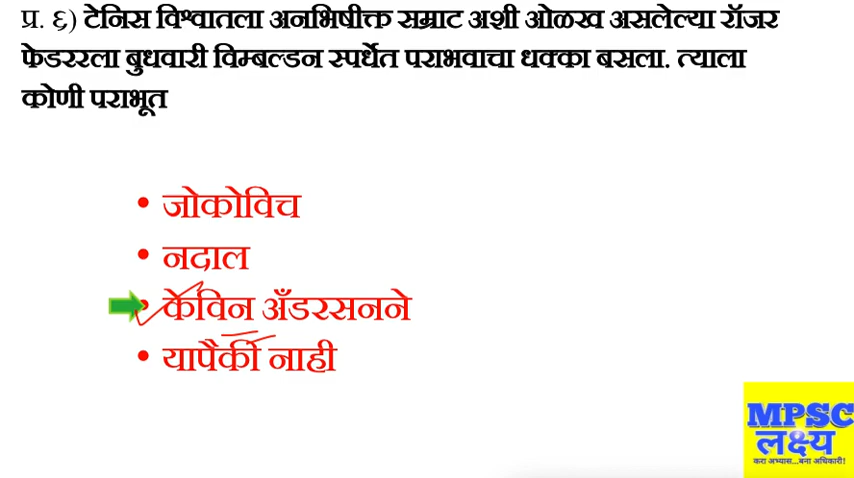 प्र. ६) टेनिस विश्वातला अनभिषीक्त सम्राट अशी ओळख असलेल्या रॉजर
फेडररला बुधवारी विम्बल्डन स्पर्धेत पराभवाचा धक्का बसला. त्याला
कोणी पराभूत
• जोकोविच
• नदाल
• केविन अँडरसनने
• यापैकी नाही
MPSC
लक्ष्य
करा अभ्यास...बना अधिकारी!